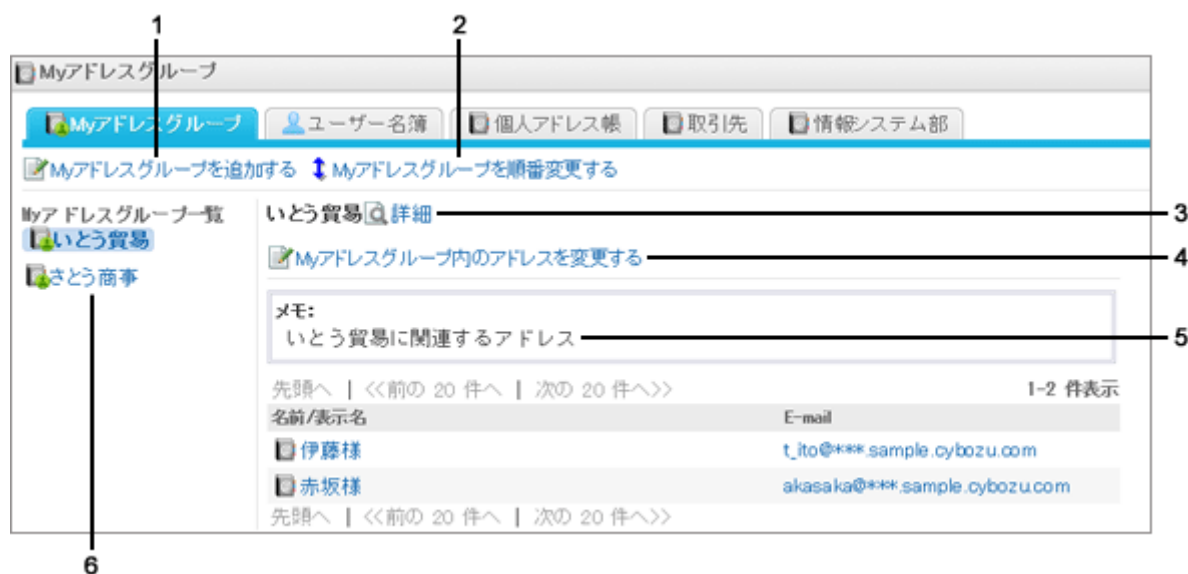 1 2
Myアドレスグループ
Myアドレスグループ ユーザー名簿 個人アドレス帳 取引先 情報システム部
Myアドレスグループを追加する Myアドレスグループを順番変更する
Myアドレスグループ一覧
いとう貿易
さとう商事
いとう貿易 詳細 3
Myアドレスグループ内のアドレスを変更する 4
メモ:
いとう貿易に関連するアドレス 5
先頭へ | <<前の 20 件へ | 次の 20 件へ>> 1-2 件表示
名前/表示名 E-mail
伊藤様 t_ito@***.sample.cybozu.com
赤坂様 akasaka@***.sample.cybozu.com
先頭へ | <<前の 20 件へ | 次の 20 件へ>>
6